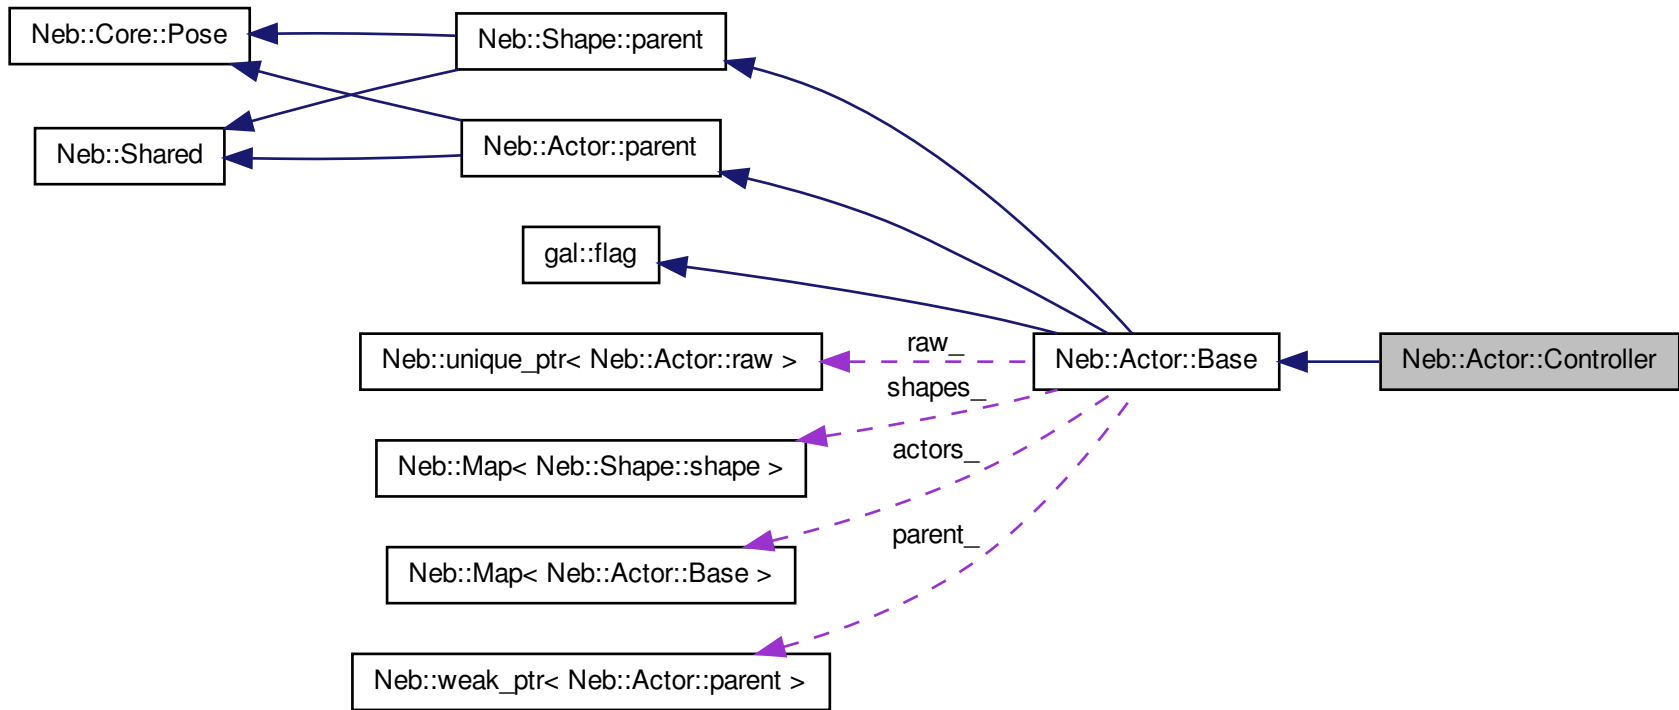 Neb::Core::Pose
Neb::Shape::parent
Neb::Shared
Neb::Actor::parent
gal::flag
Neb::unique_ptr< Neb::Actor::raw >
raw_
Neb::Actor::Base
Neb::Actor::Controller
shapes_
Neb::Map< Neb::Shape::shape >
actors_
Neb::Map< Neb::Actor::Base >
parent_
Neb::weak_ptr< Neb::Actor::parent >